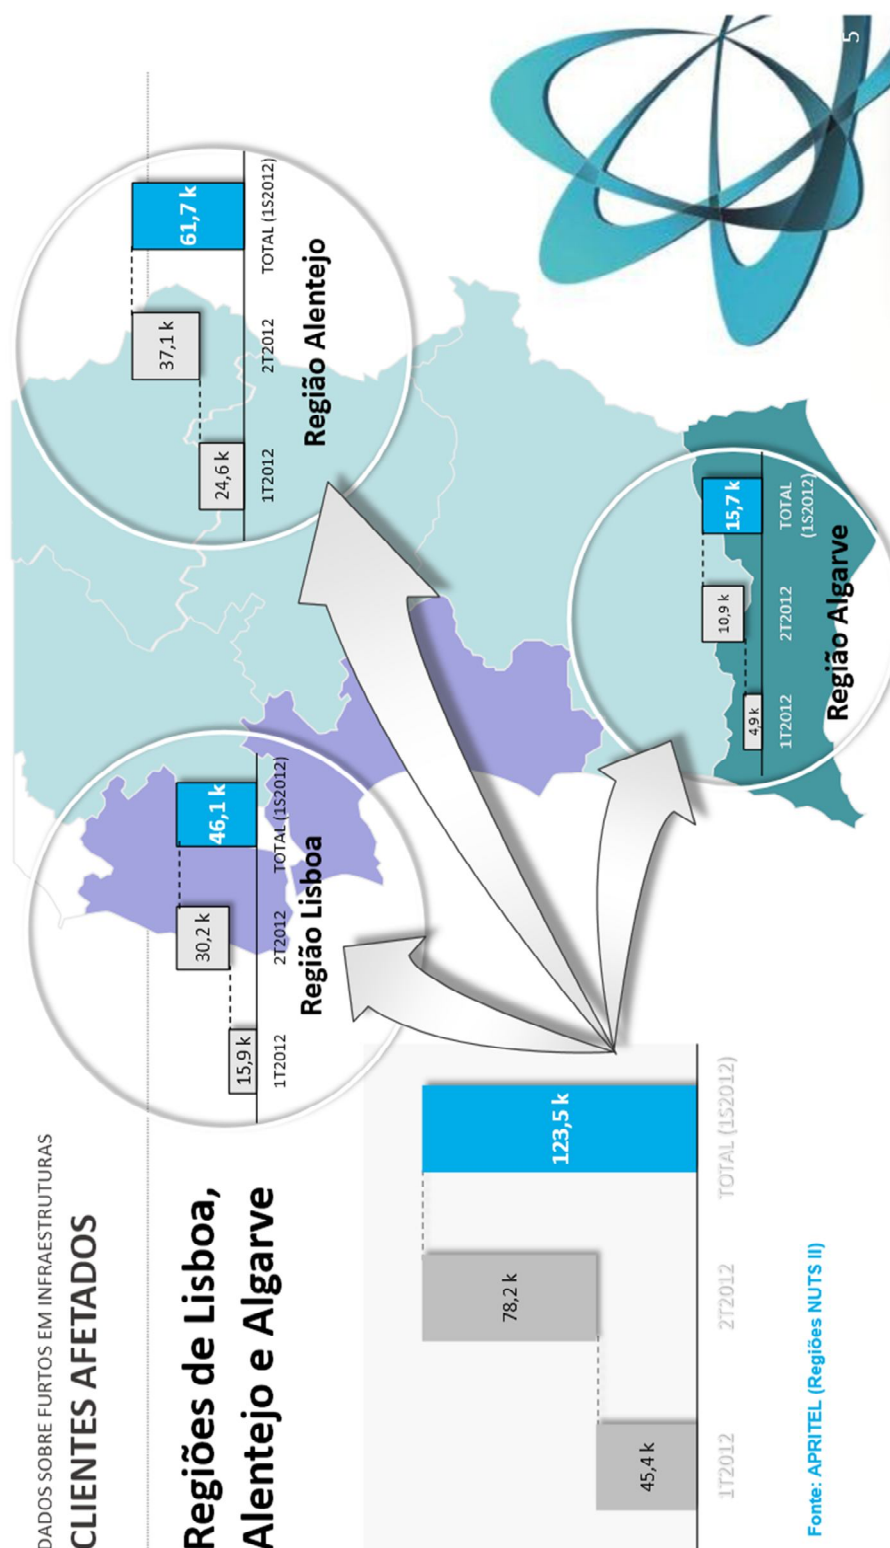 DADOS SOBRE FURTOS EM INFRAESTRUTURAS
CLIENTES AFETADOS
Regiões de Lisboa,
Alentejo e Algarve
45,4 k
78,2 k
123,5 k
1T2012
2T2012
TOTAL (1S2012)
Fonte: APRITEL (Regiões NUTS II)
15,9 k
30,2 k
46,1 k
1T2012
2T2012
TOTAL (1S2012)
Região Lisboa
24,6 k
37,1 k
61,7 k
1T2012
2T2012
TOTAL (1S2012)
Região Alentejo
4,9 k
10,9 k
15,7 k
1T2012
2T2012
TOTAL
(1S2012)
Região Algarve
5